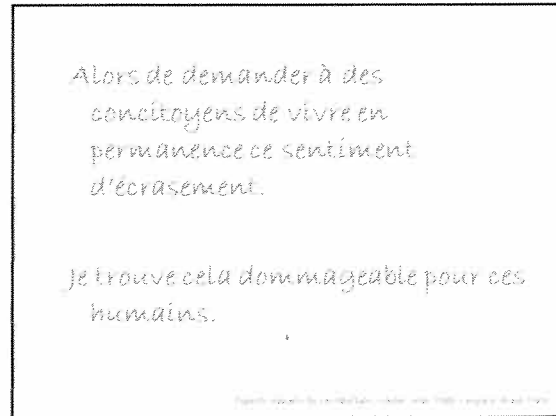 Alors de demander à des
concitoyens de vivre en
permanence ce sentiment
d'écrasement.
Je trouve cela dommageable pour ces
humains.